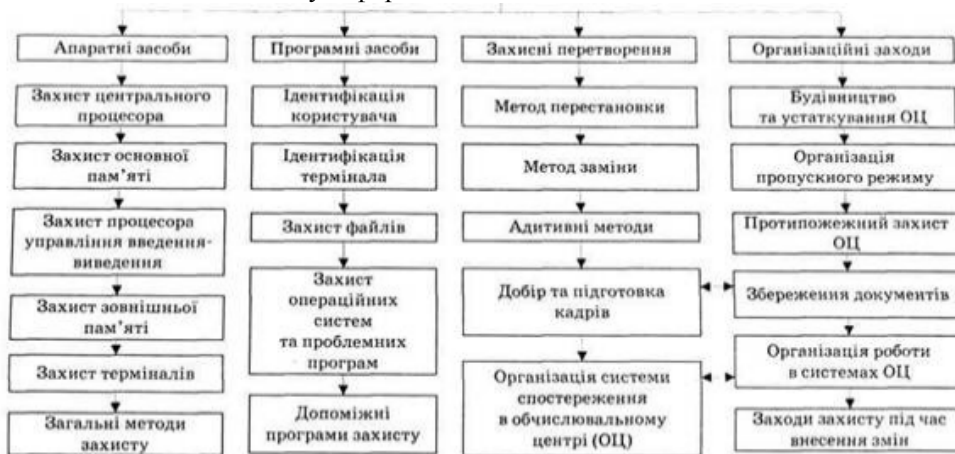 Апаратні засоби
Захист центрального
процесора
Захист основної
пам'яті
Захист процесора
управління введення-
виведення
Захист зовнішньої
пам'яті
Захист терміналів
Загальні методи
захисту
Програмні засоби
Ідентифікація
користувача
Ідентифікація
термінала
Захист файлів
Захист
операційних
систем
та проблемних
програм
Допоміжні
програми захисту
Захисні перетворення
Метод перестановки
Метод заміни
Адитивні методи
Добір та підготовка
кадрів
Організація системи
спостереження
в обчислювальному
центрі (ОЦ)
Організаційні заходи
Будівництво
та устаткування ОЦ
Організація
пропускного режиму
Протипожежний захист
ОЦ
Збереження документів
Організація роботи
в системах ОЦ
Заходи захисту під час
внесення змін